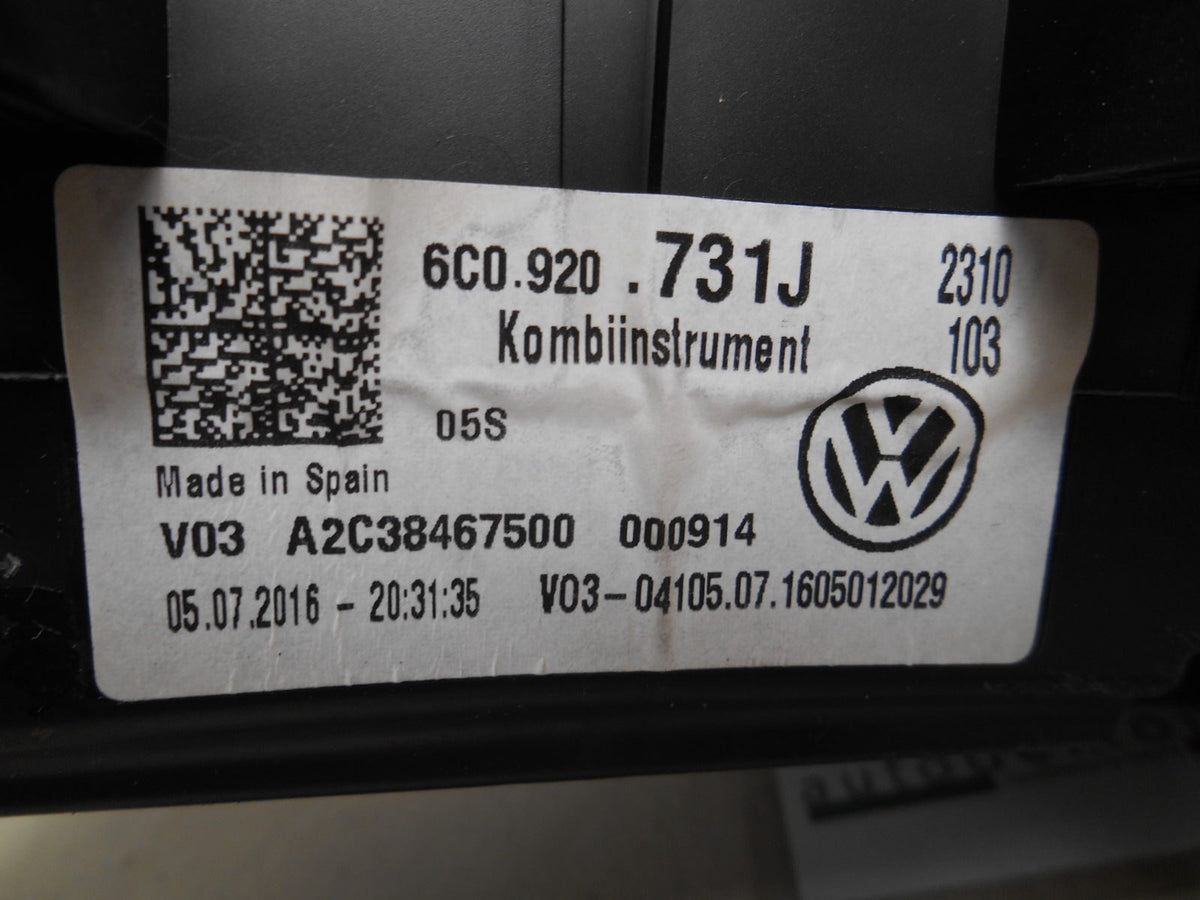 6C0.920 .731J 2310
Kombiinstrument 103
05S
Made in Spain
V03 A2C38467500 000914
05.07.2016 - 20:31:35 V03-04105.07.1605012029